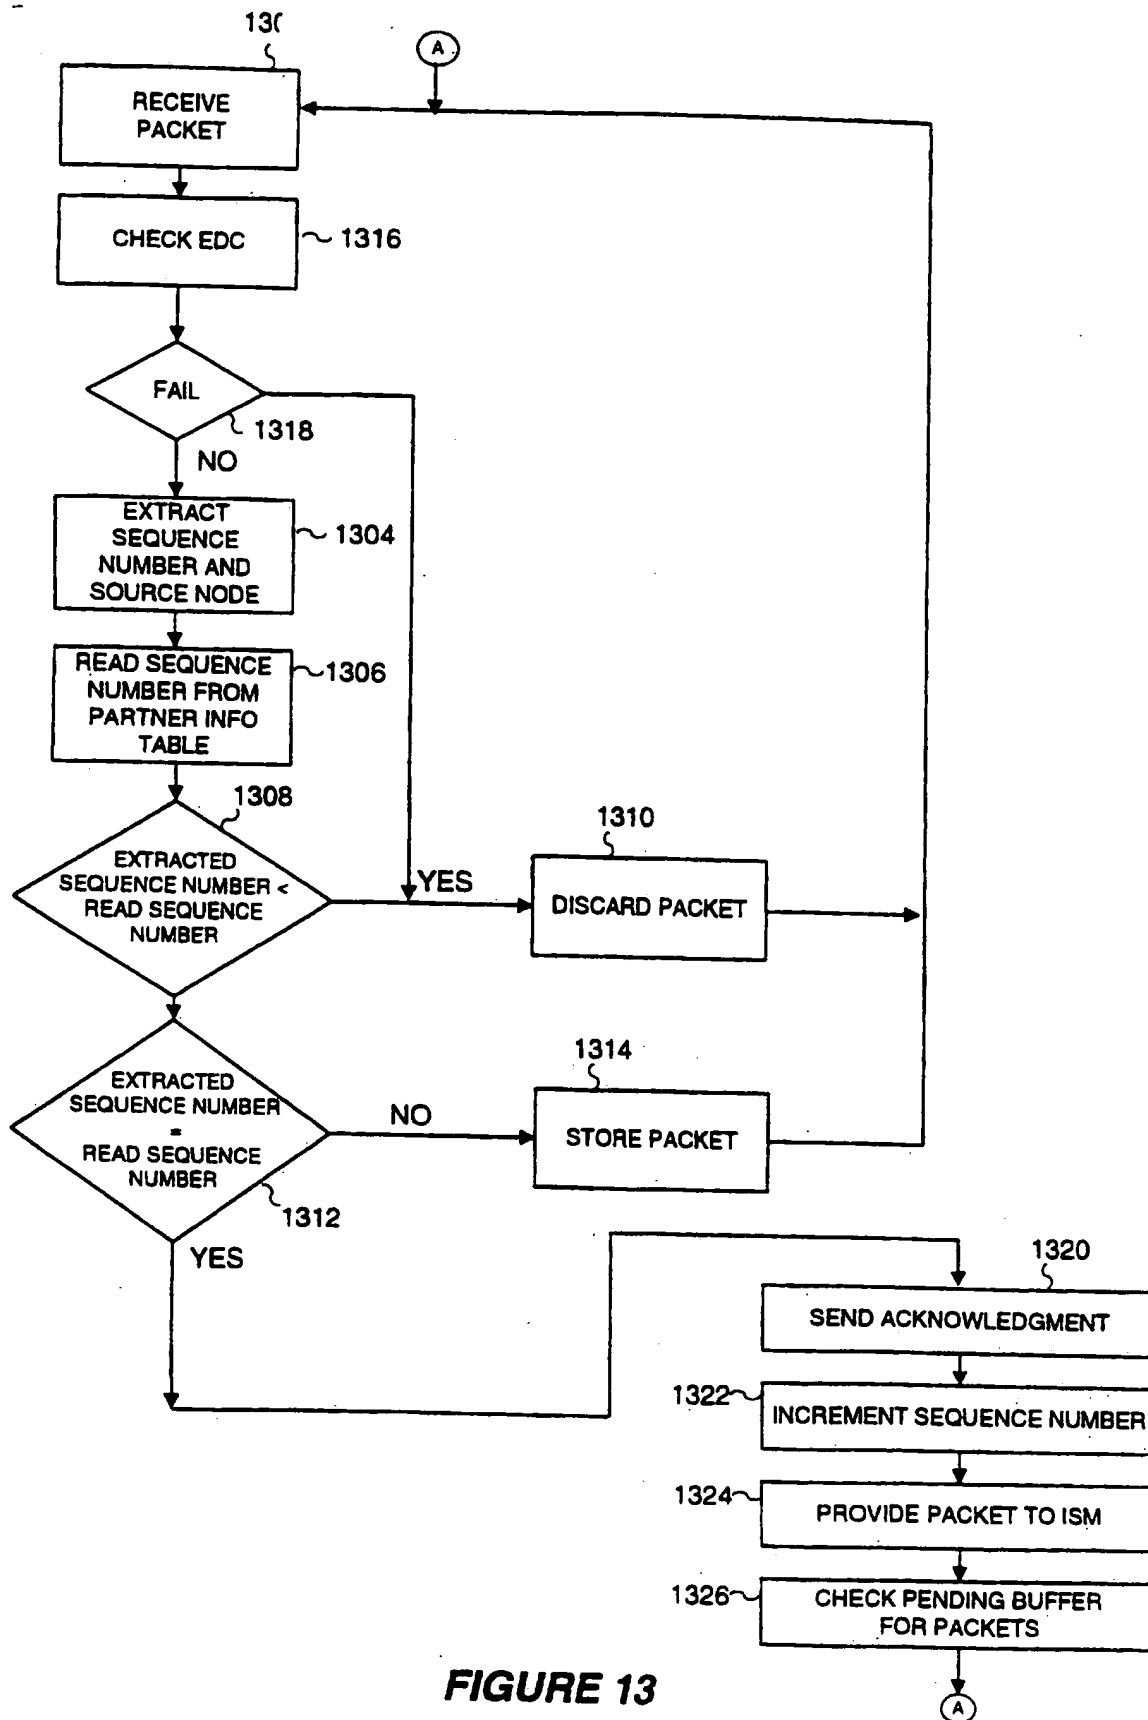 A
RECEIVE
PACKET
CHECK EDC
1316
FAIL
1318
NO
EXTRACT
SEQUENCE
NUMBER AND
SOURCE NODE
1304
READ SEQUENCE
NUMBER FROM
PARTNER INFO
TABLE
1306
1308
EXTRACTED
SEQUENCE NUMBER <
READ SEQUENCE
NUMBER
YES
1310
DISCARD PACKET
EXTRACTED
SEQUENCE NUMBER
=
READ SEQUENCE
NUMBER
1312
NO
1314
STORE PACKET
YES
1320
SEND ACKNOWLEDGMENT
1322
INCREMENT SEQUENCE NUMBER
1324
PROVIDE PACKET TO ISM
1326
CHECK PENDING BUFFER
FOR PACKETS
A
FIGURE 13